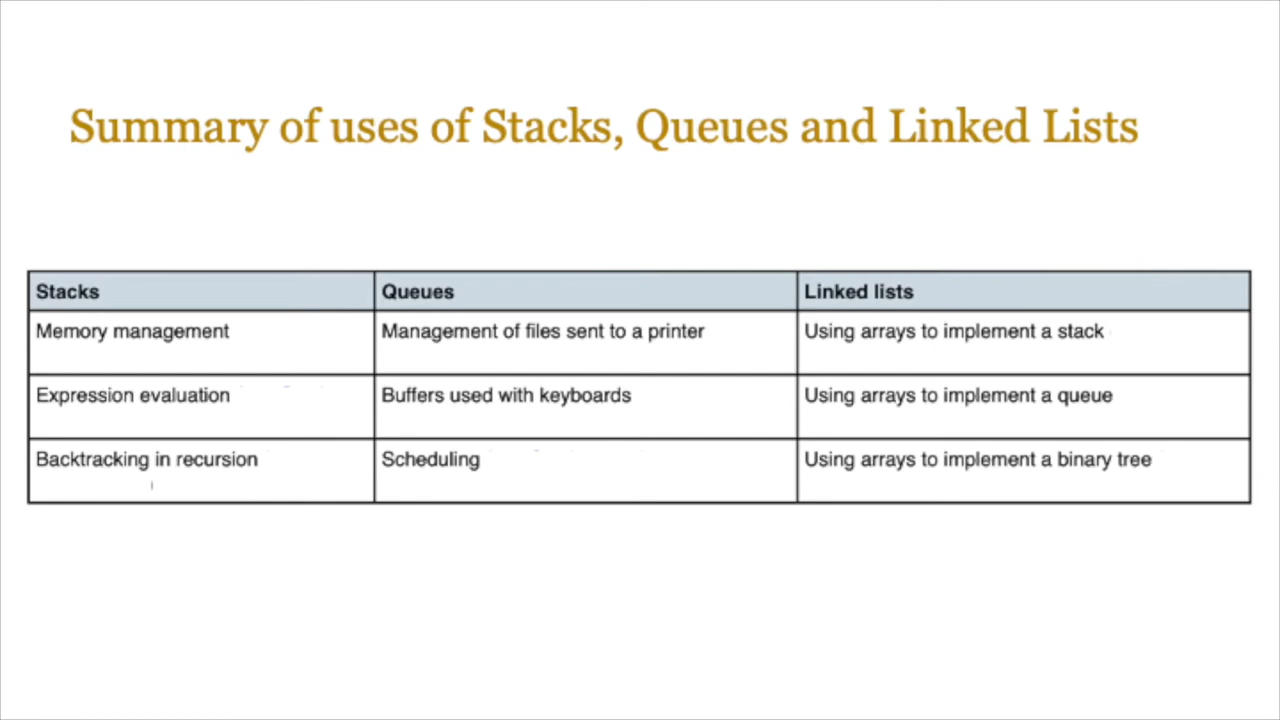 Summary of uses of Stacks, Queues and Linked Lists
Stacks Queues Linked lists
Memory management Management of files sent to a printer Using arrays to implement a stack
Expression evaluation Buffers used with keyboards Using arrays to implement a queue
Backtracking in recursion Scheduling Using arrays to implement a binary tree